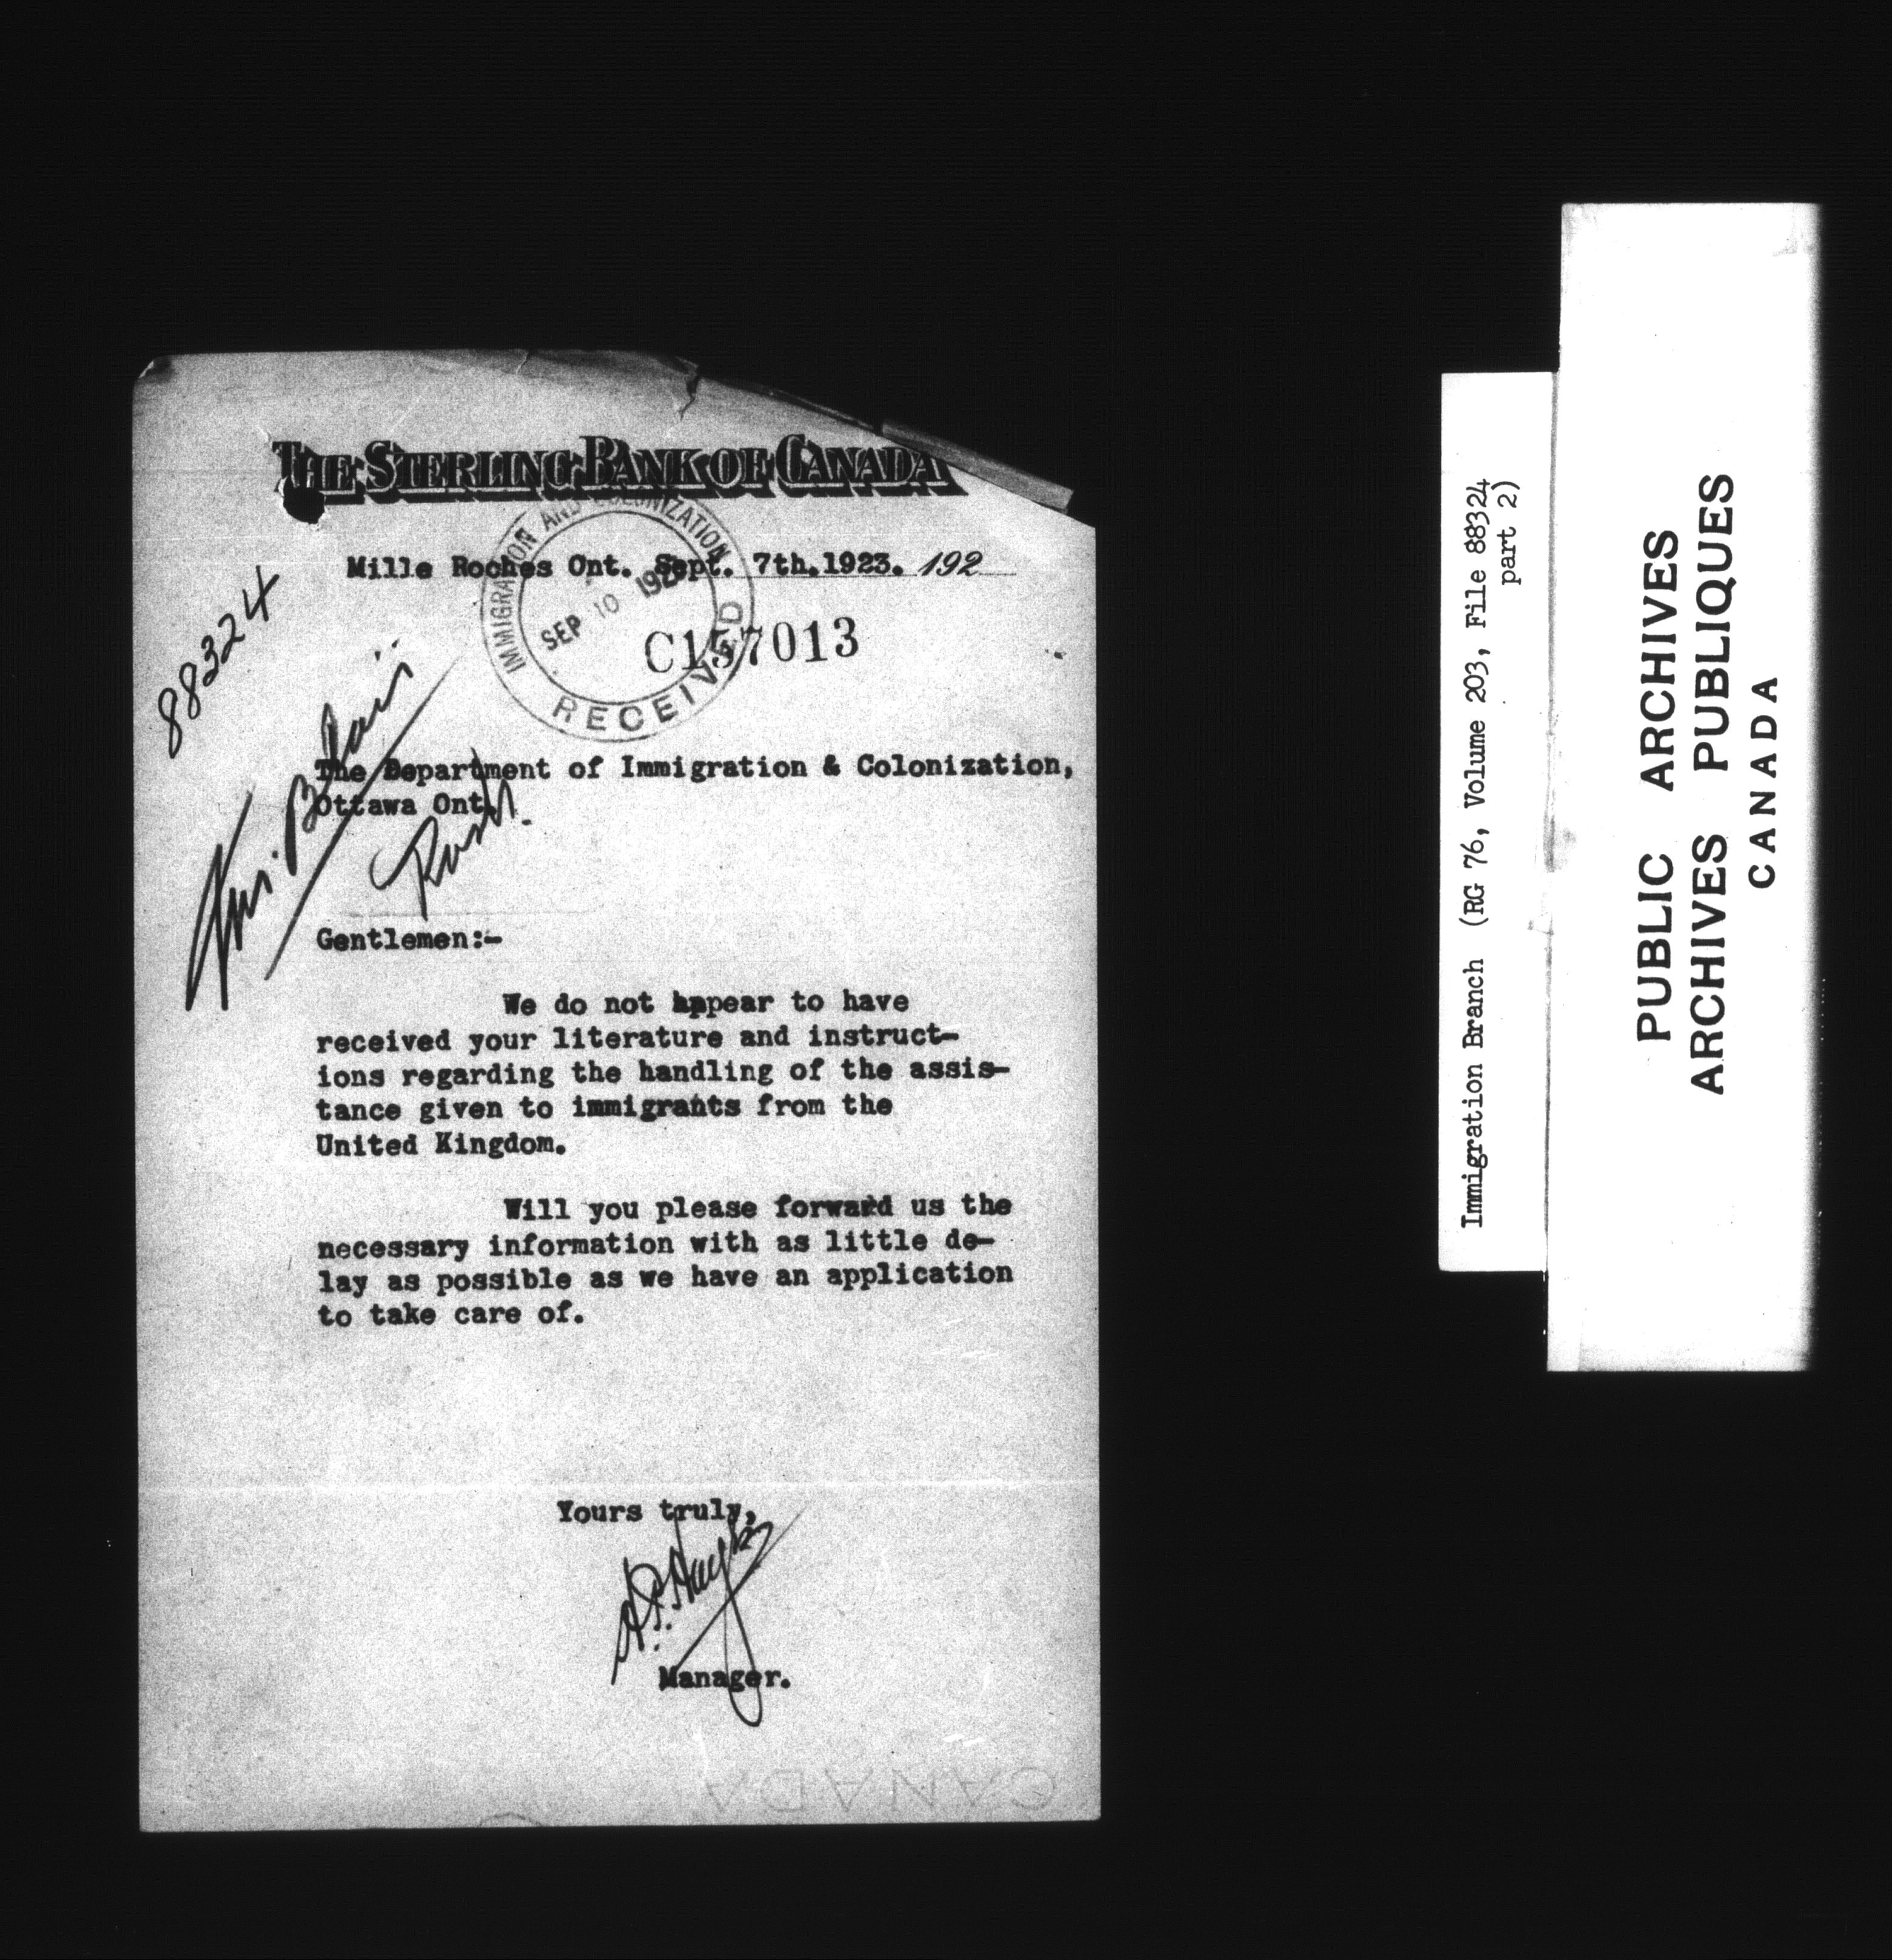 THE STERLING BANK OF CANADA
Mille Roches Ont. Sept. 7th.1923. 192
IMMIGRATION AND COLONIZATION
SEP 10 192
RECEIVED
C157013
88324
Blair
The Department of Immigration & Colonization,
Ottawa Ont.
Rush.
Gentlemen:-
We do not appear to have
received your literature and instruct-
ions regarding the handling of the assis-
tance given to immigrants from the
United Kingdom.
Will you please forward us the
necessary information with as little de-
lay as possible as we have an application
to take care of.
Yours truly,
Manager.
CANADA
Immigration Branch (RG 76, Volume 203, File 88324
part 2)
PUBLIC ARCHIVES
ARCHIVES PUBLIQUES
CANADA